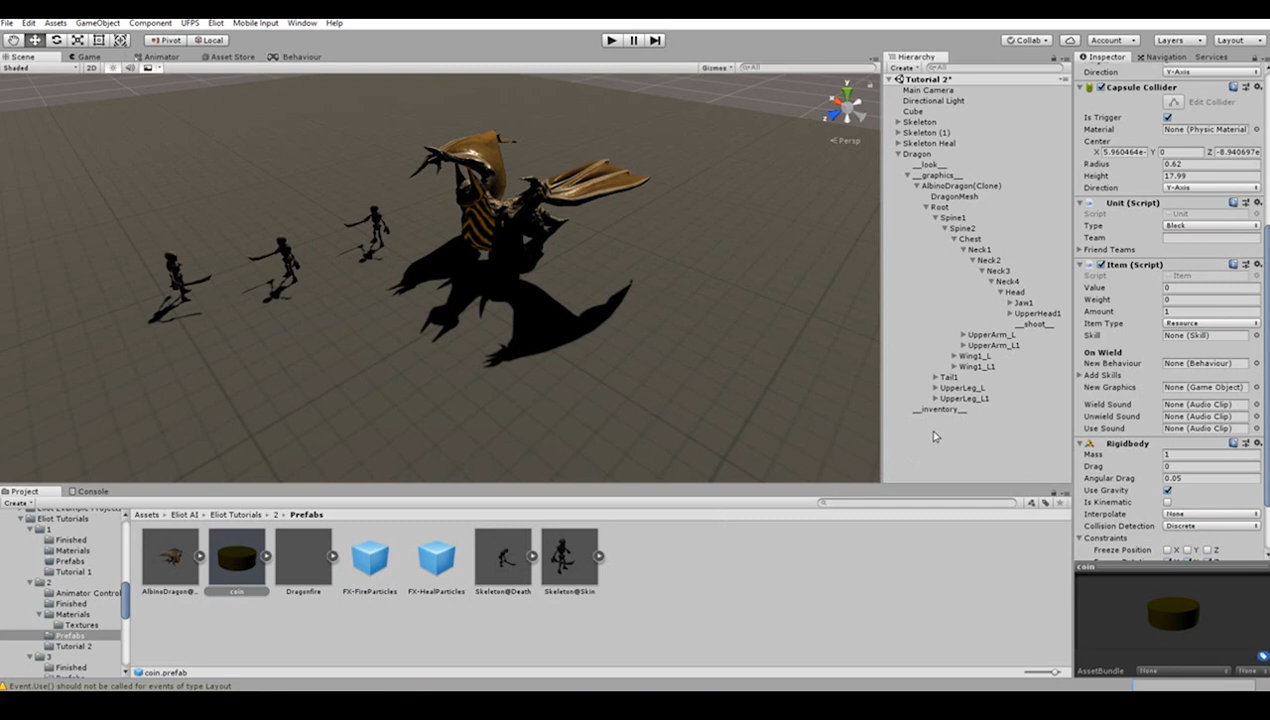 File Edit Assets GameObject Component UFPS Eliot Mobile Input Window Help
Pivot Local Collab Account Layers Layout
Scene Game Animator Asset Store Behaviour
Shaded 2D Gizmos All
y
x
z
Persp
Hierarchy
Create All
Tutorial 2*
Main Camera
Directional Light
Cube
Skeleton
Skeleton (1)
Skeleton Heal
Dragon
__look__
__graphics__
AlbinoDragon(Clone)
DragonMesh
Root
Spine1
Spine2
Chest
Neck1
Neck2
Neck3
Neck4
Head
Jaw1
UpperHead1
__shoot__
UpperArm_L
UpperArm_L1
Wing1_L
Wing1_L1
Tail1
UpperLeg_L
UpperLeg_L1
__inventory__
Inspector Navigation Services
Direction Y-Axis
Capsule Collider
Edit Collider
Is Trigger
Material None (Physic Material
Center
X 5.960464e- Y 0 Z -8.940697e
Radius 0.62
Height 17.99
Direction Y-Axis
Unit (Script)
Script Unit
Type Block
Team
Friend Teams
Item (Script)
Script Item
Value 0
Weight 0
Amount 1
Item Type Resource
Skill None (Skill)
On Wield
New Behaviour None (Behaviour)
Add Skills
New Graphics None (Game Object)
Wield Sound None (Audio Clip)
Unwield Sound None (Audio Clip)
Use Sound None (Audio Clip)
Rigidbody
Mass 1
Drag 0
Angular Drag 0.05
Use Gravity
Is Kinematic
Interpolate None
Collision Detection Discrete
Constraints
Freeze Position X Y Z
coin
AssetBundle None None
Project Console
Create
Eliot Tutorials
1
Finished
Materials
Prefabs
Tutorial 1
2
Animator Control
Finished
Materials
Textures
Prefabs
Tutorial 2
3
Finished
Assets Eliot AI Eliot Tutorials 2 Prefabs
AlbinoDragon@.. coin Dragonfire FX-FireParticles FX-HealParticles Skeleton@Death Skeleton@Skin
coin.prefab
Event.Use() should not be called for events of type Layout